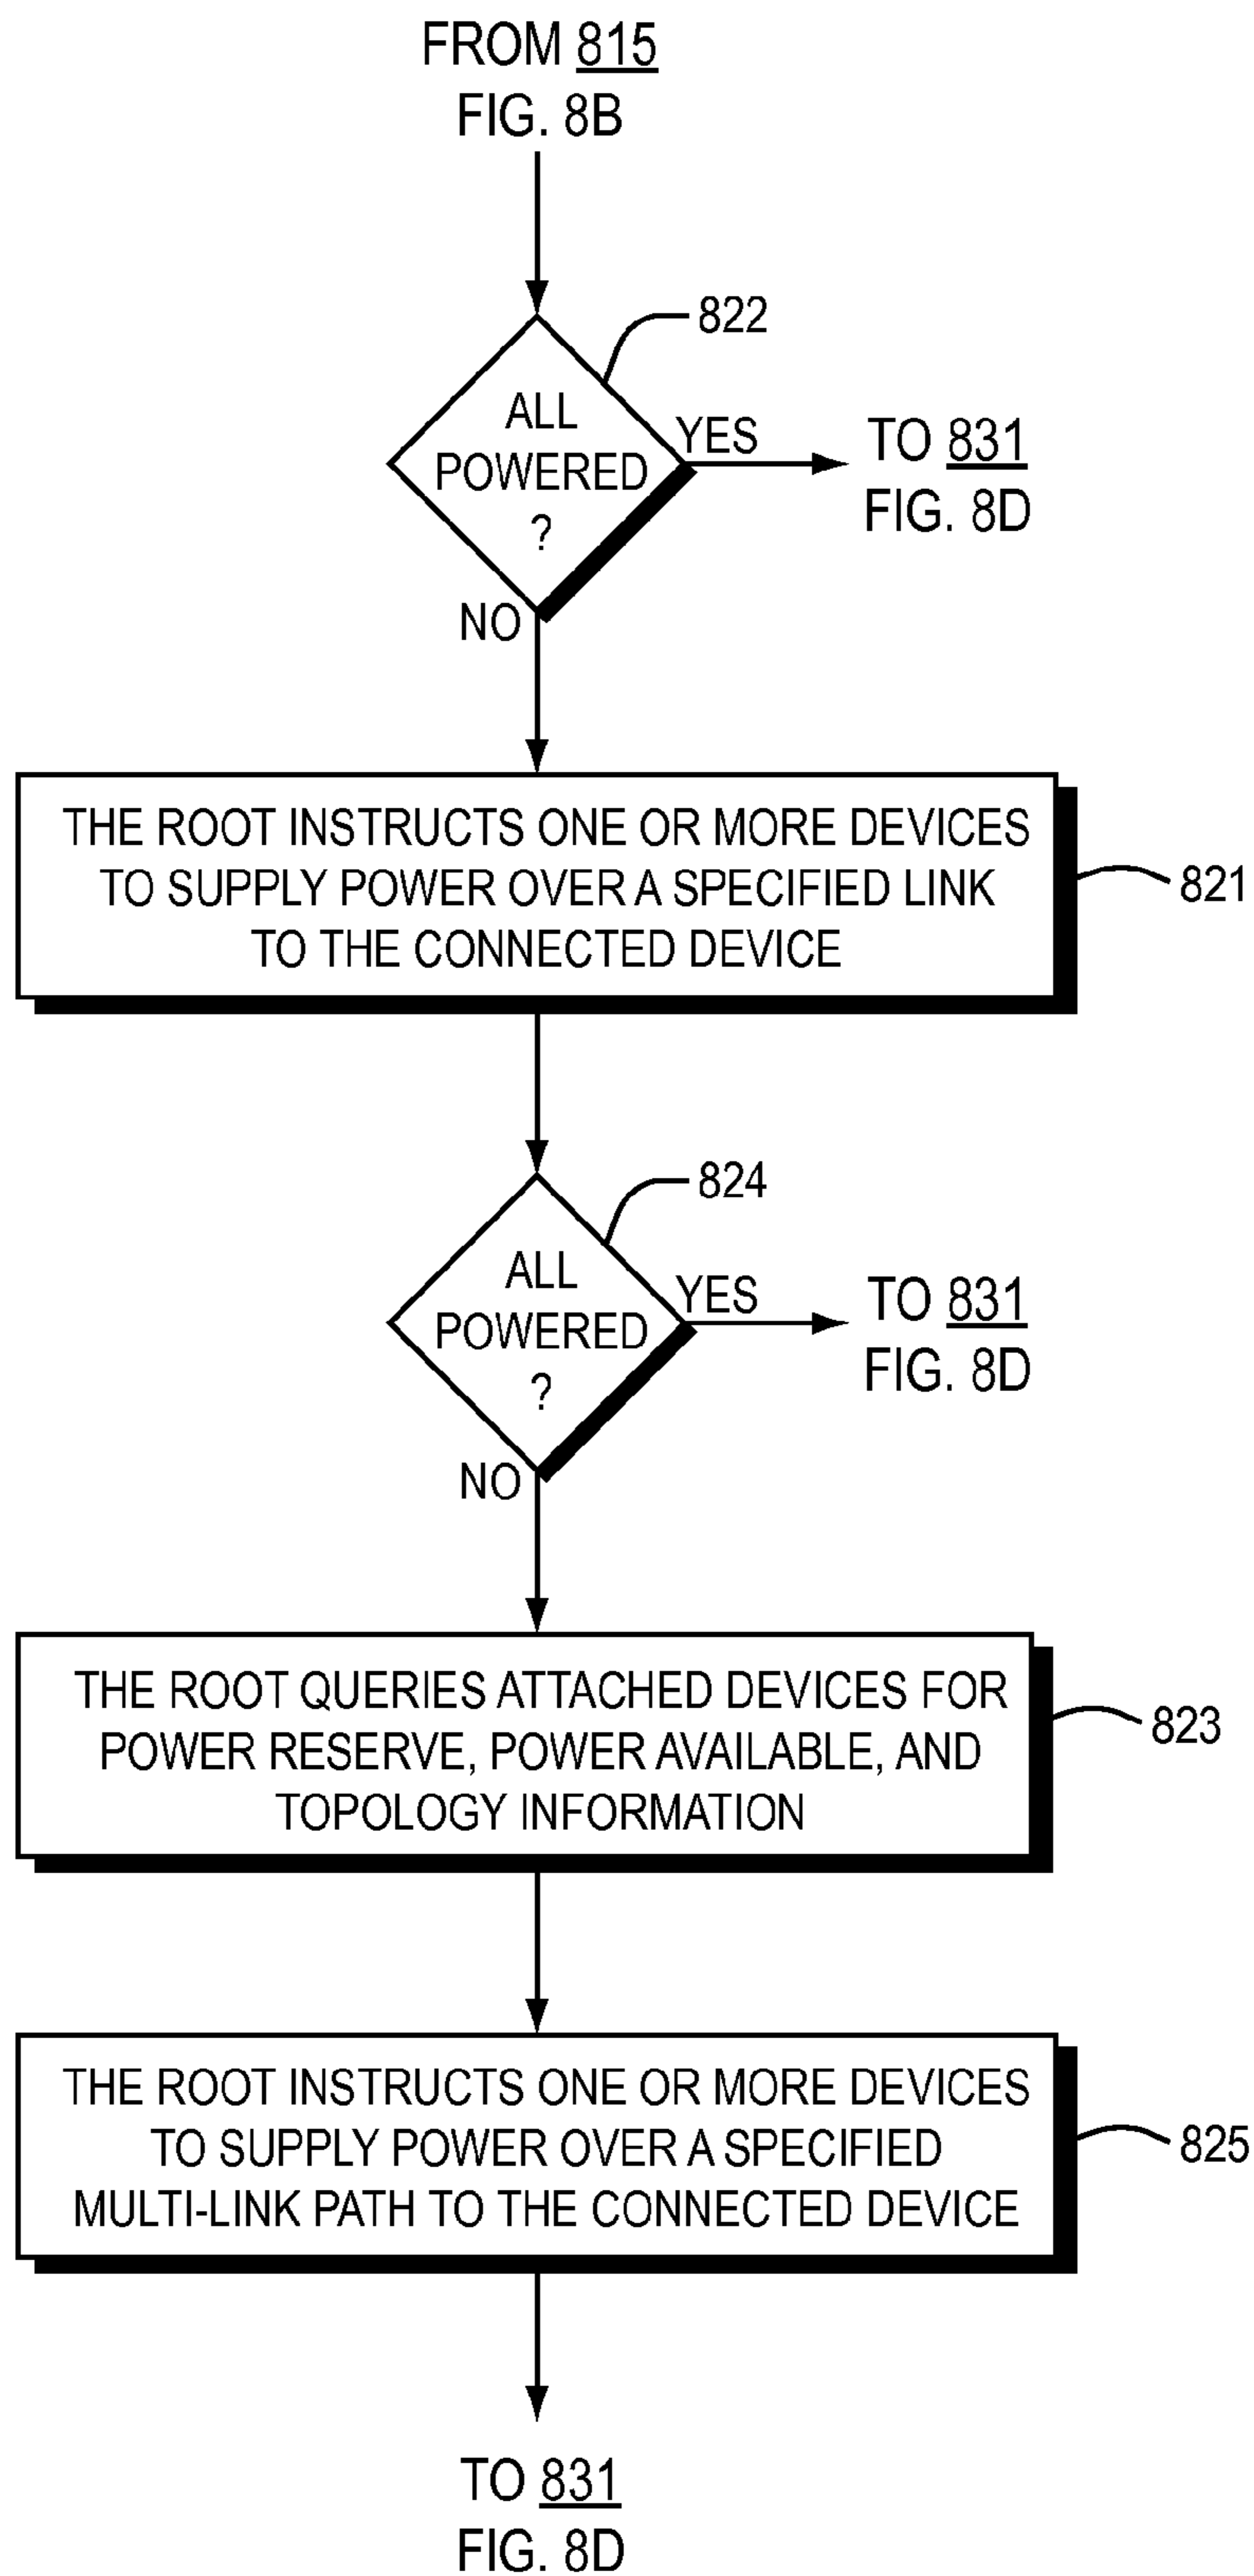 FROM 815
FIG. 8B
822
ALL
POWERED
?
YES
TO 831
FIG. 8D
NO
THE ROOT INSTRUCTS ONE OR MORE DEVICES
TO SUPPLY POWER OVER A SPECIFIED LINK
TO THE CONNECTED DEVICE
821
824
ALL
POWERED
?
YES
TO 831
FIG. 8D
NO
THE ROOT QUERIES ATTACHED DEVICES FOR
POWER RESERVE, POWER AVAILABLE, AND
TOPOLOGY INFORMATION
823
THE ROOT INSTRUCTS ONE OR MORE DEVICES
TO SUPPLY POWER OVER A SPECIFIED
MULTI-LINK PATH TO THE CONNECTED DEVICE
825
TO 831
FIG. 8D